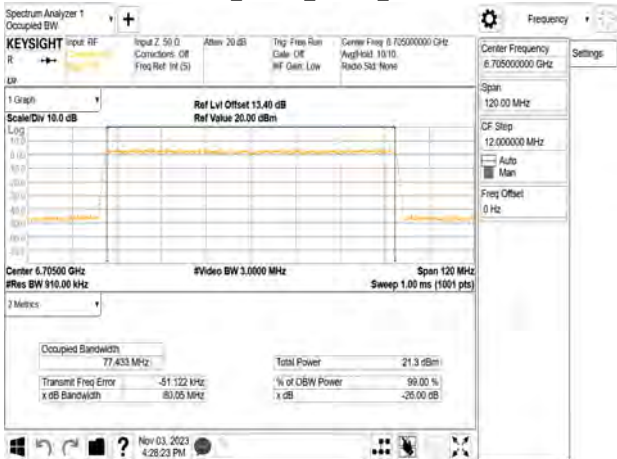 Spectrum Analyzer 1
Occupied BW
+
Frequency
KEYSIGHT
Input: RF
Input Z: 50 Ω
Atten: 20 dB
Trig: Free Run
Center Freq: 6.705000000 GHz
R
Corrections: Off
Gate: Off
Avg|Hold: 10/10
Freq Ref: Int (S)
#IF Gain: Low
Radio Std: None
Center Frequency
6.705000000 GHz
Settings
Span
120.00 MHz
CF Step
12.000000 MHz
Auto
Man
Freq Offset
0 Hz
1 Graph
Scale/Div 10.0 dB
Ref Lvl Offset 13.40 dB
Ref Value 20.00 dBm
Log
10.0
0.00
Center 6.70500 GHz
#Video BW 3.0000 MHz
Span 120 MHz
#Res BW 910.00 kHz
Sweep 1.00 ms (1001 pts)
2 Metrics
Occupied Bandwidth
77.433 MHz
Total Power
21.3 dBm
Transmit Freq Error
-51.122 kHz
% of OBW Power
99.00 %
x dB Bandwidth
80.05 MHz
x dB
-26.00 dB
?
Nov 03, 2023
4:28:23 PM